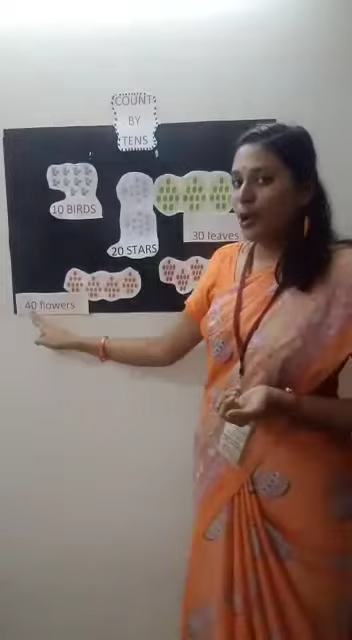 COUNT
BY
TENS
10 BIRDS
20 STARS
30 leaves
40 flowers